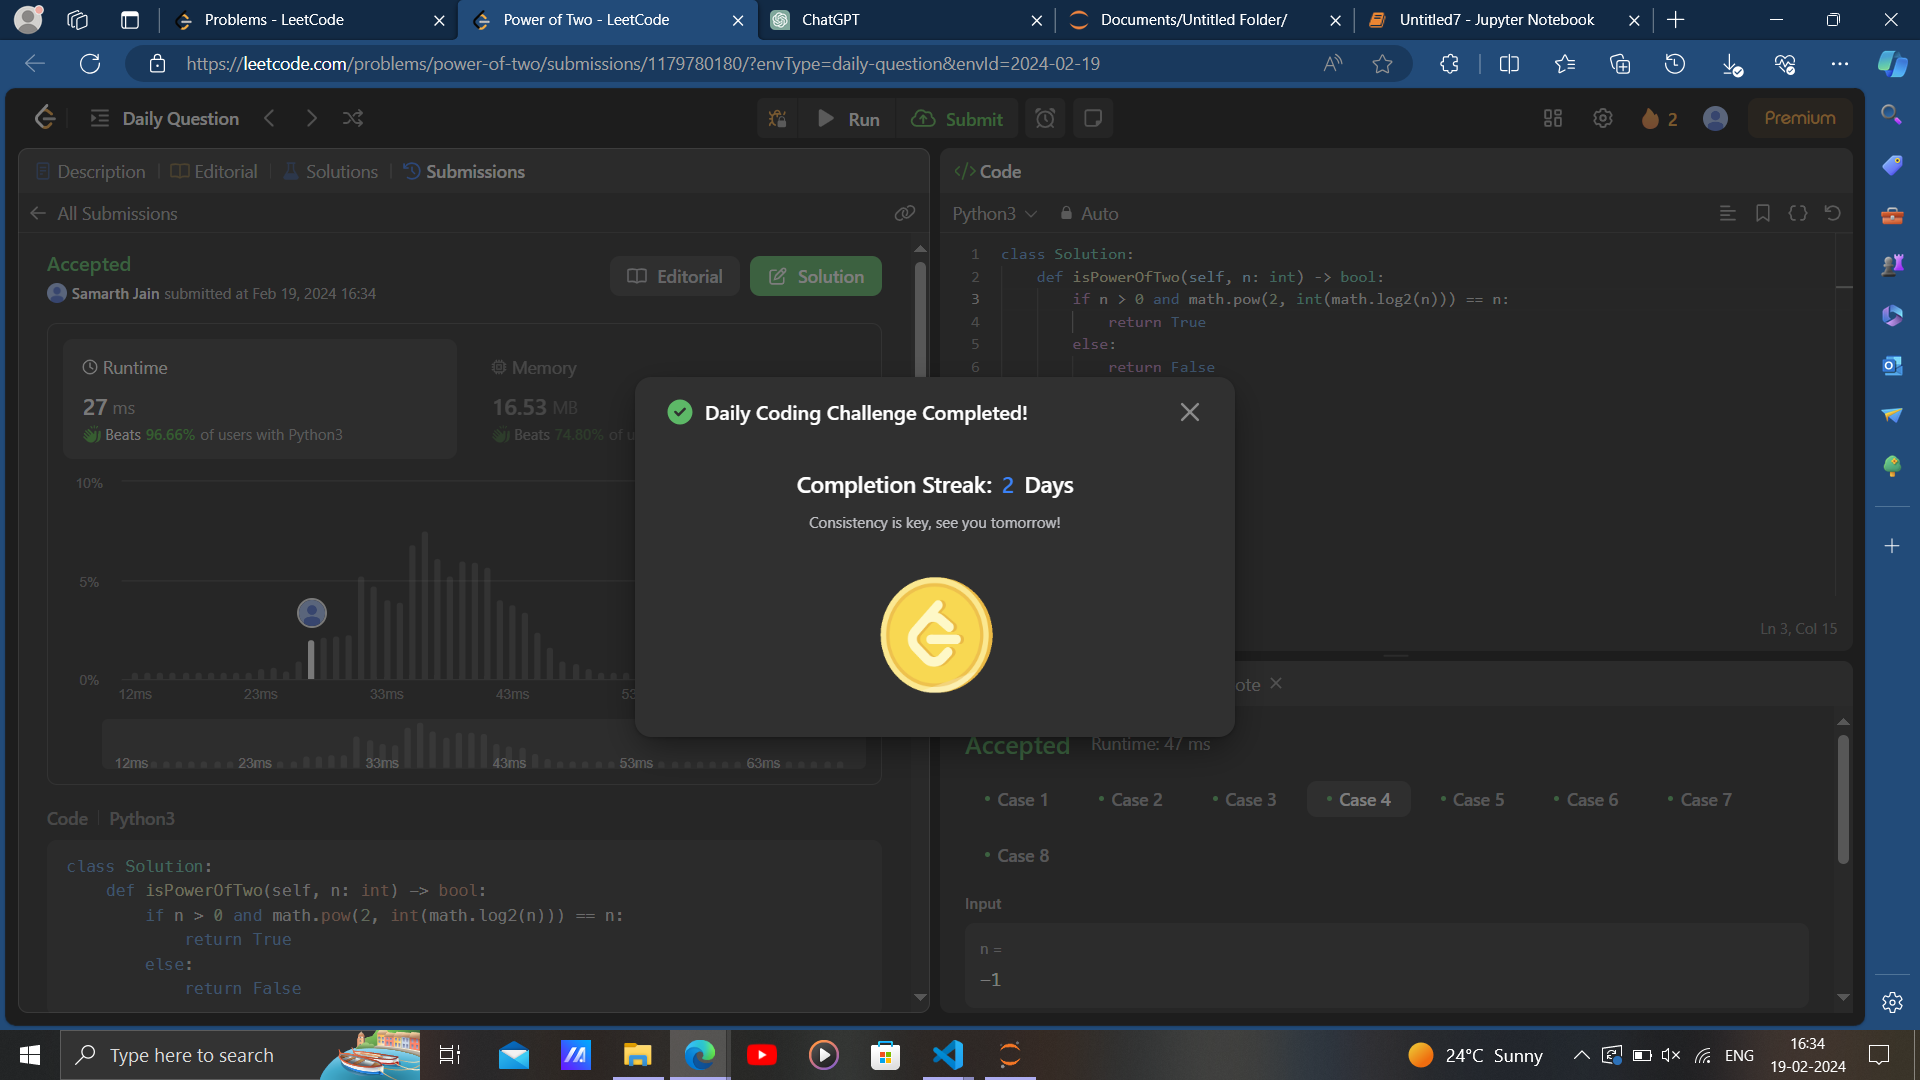 Problems - LeetCode
Power of Two - LeetCode
ChatGPT
Documents/Untitled Folder/
Untitled7 - Jupyter Notebook
https://leetcode.com/problems/power-of-two/submissions/1179780180/?envType=daily-question&envId=2024-02-19
Daily Question
Run
Submit
2
Premium
Description
Editorial
Solutions
Submissions
All Submissions
Accepted
Samarth Jain submitted at Feb 19, 2024 16:34
Editorial
Solution
Runtime
27 ms
Beats 96.66% of users with Python3
Memory
16.53 MB
Beats 74.80% of u
10%
5%
0%
12ms
23ms
33ms
43ms
53
12ms
23ms
33ms
43ms
53ms
63ms
Code
Python3
class Solution:
def isPowerOfTwo(self, n: int) -> bool:
if n > 0 and math.pow(2, int(math.log2(n))) == n:
return True
else:
return False
</> Code
Python3
Auto
1 class Solution:
2 def isPowerOfTwo(self, n: int) -> bool:
3 if n > 0 and math.pow(2, int(math.log2(n))) == n:
4 return True
5 else:
6 return False
Ln 3, Col 15
Daily Coding Challenge Completed!
Completion Streak: 2 Days
Consistency is key, see you tomorrow!
ote
Accepted
Runtime: 47 ms
Case 1
Case 2
Case 3
Case 4
Case 5
Case 6
Case 7
Case 8
Input
n =
-1
Type here to search
24°C Sunny
ENG
16:34
19-02-2024